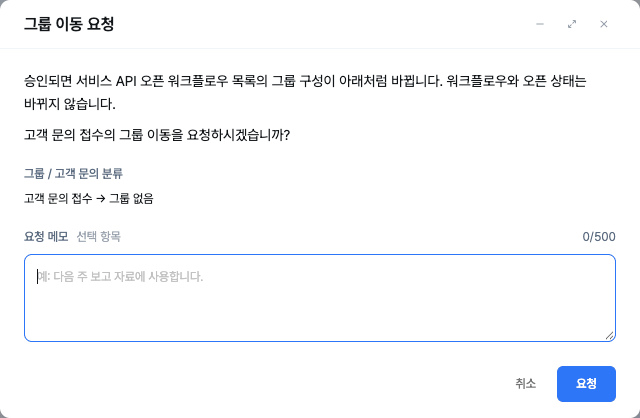 그룹 이동 요청
승인되면 서비스 API 오픈 워크플로우 목록의 그룹 구성이 아래처럼 바뀝니다. 워크플로우와 오픈 상태는
바뀌지 않습니다.
고객 문의 접수의 그룹 이동을 요청하시겠습니까?
그룹 / 고객 문의 분류
고객 문의 접수 → 그룹 없음
요청 메모 선택 항목 0/500
예: 다음 주 보고 자료에 사용합니다.
취소 요청